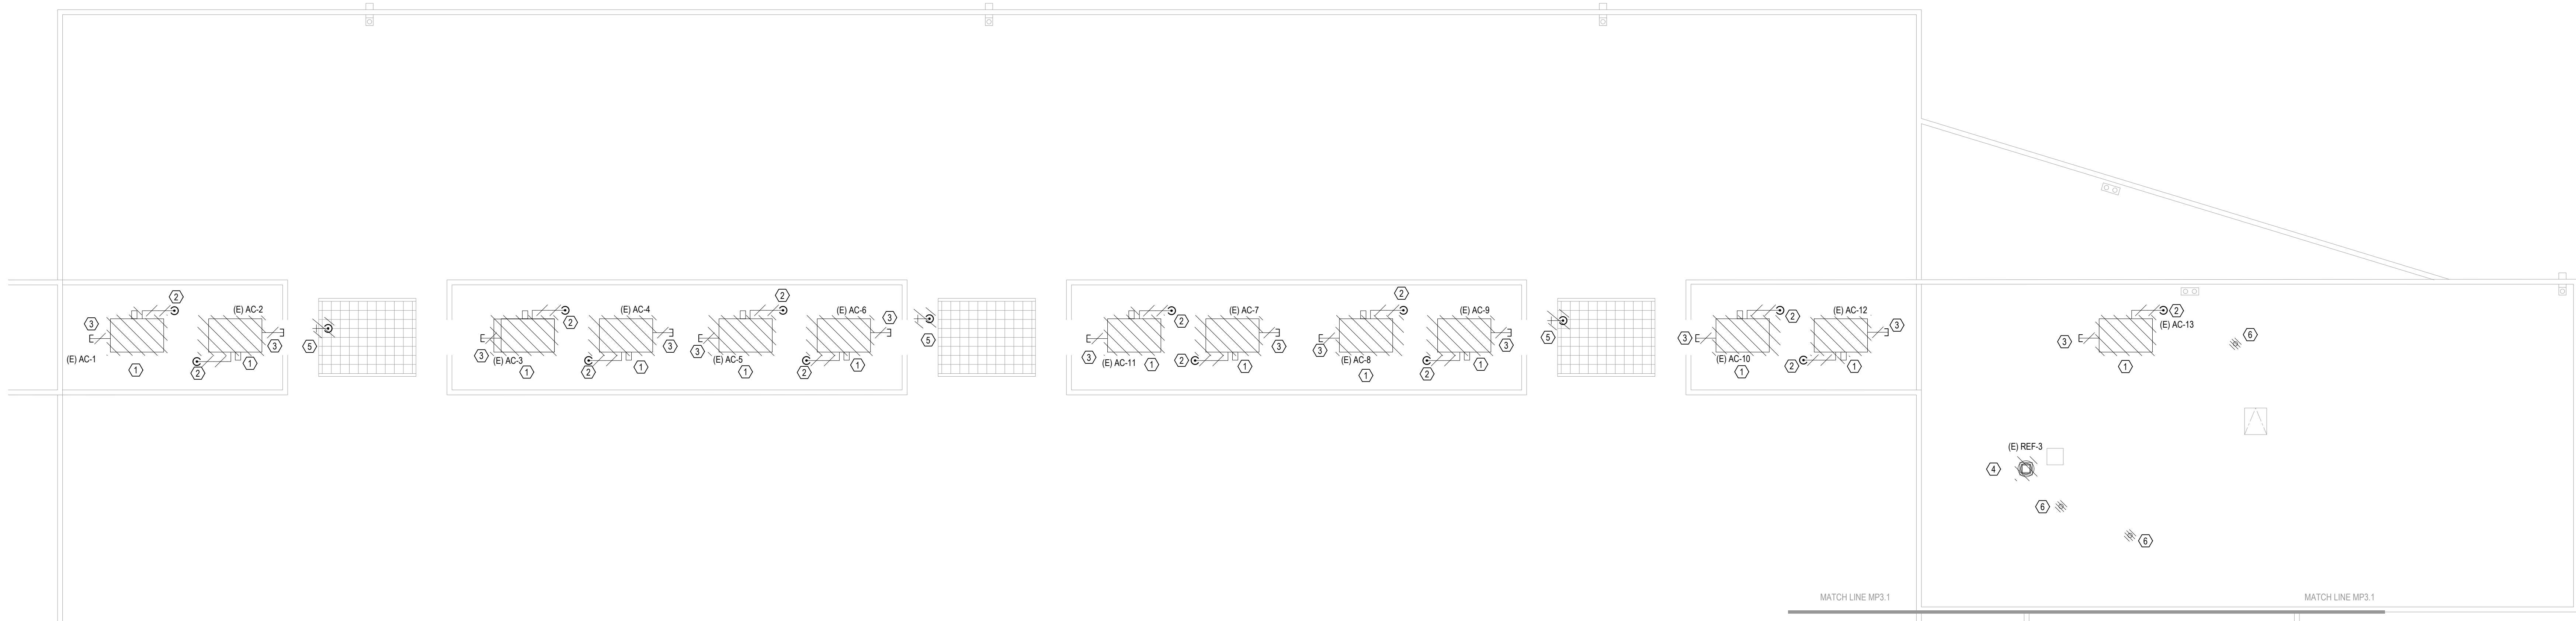 2
(E) AC-2
3
3
5
(E) AC-1
1
2
1
(E) AC-4
2
2
(E) AC-6
3
5
3
(E) AC-3
1
2
3
1
3
(E) AC-5
1
2
1
2
(E) AC-7
2
(E) AC-9
3
(E) AC-11
1
2
3
1
3
(E) AC-8
1
2
3
1
5
2
(E) AC-12
3
3
(E) AC-10
1
2
1
2
(E) AC-13
3
1
6
(E) REF-3
4
6
6
MATCH LINE MP3.1
MATCH LINE MP3.1